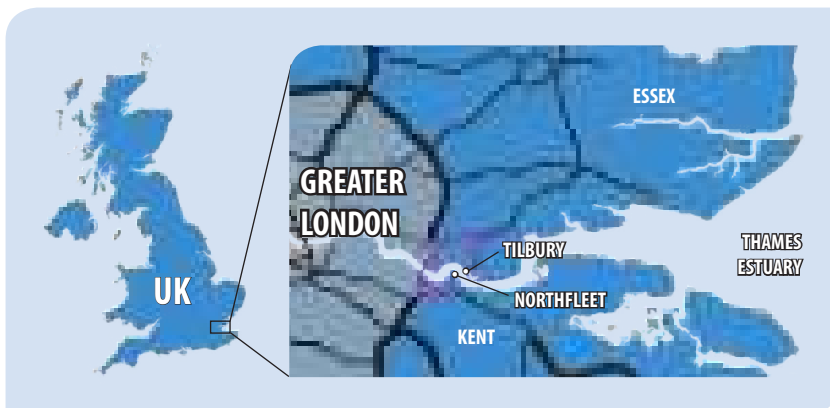 UK
GREATER
LONDON
ESSEX
TILBURY
NORTHFLEET
KENT
THAMES
ESTUARY